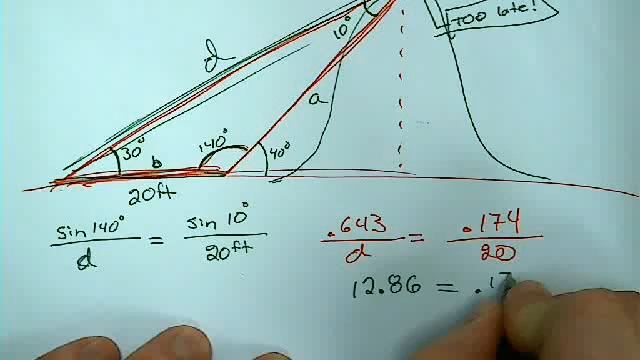 too late!
10°
d
a
30°
b
140°
40°
20ft
sin 140° / d = sin 10° / 20ft
.643 / d = .174 / 20
12.86 = .17